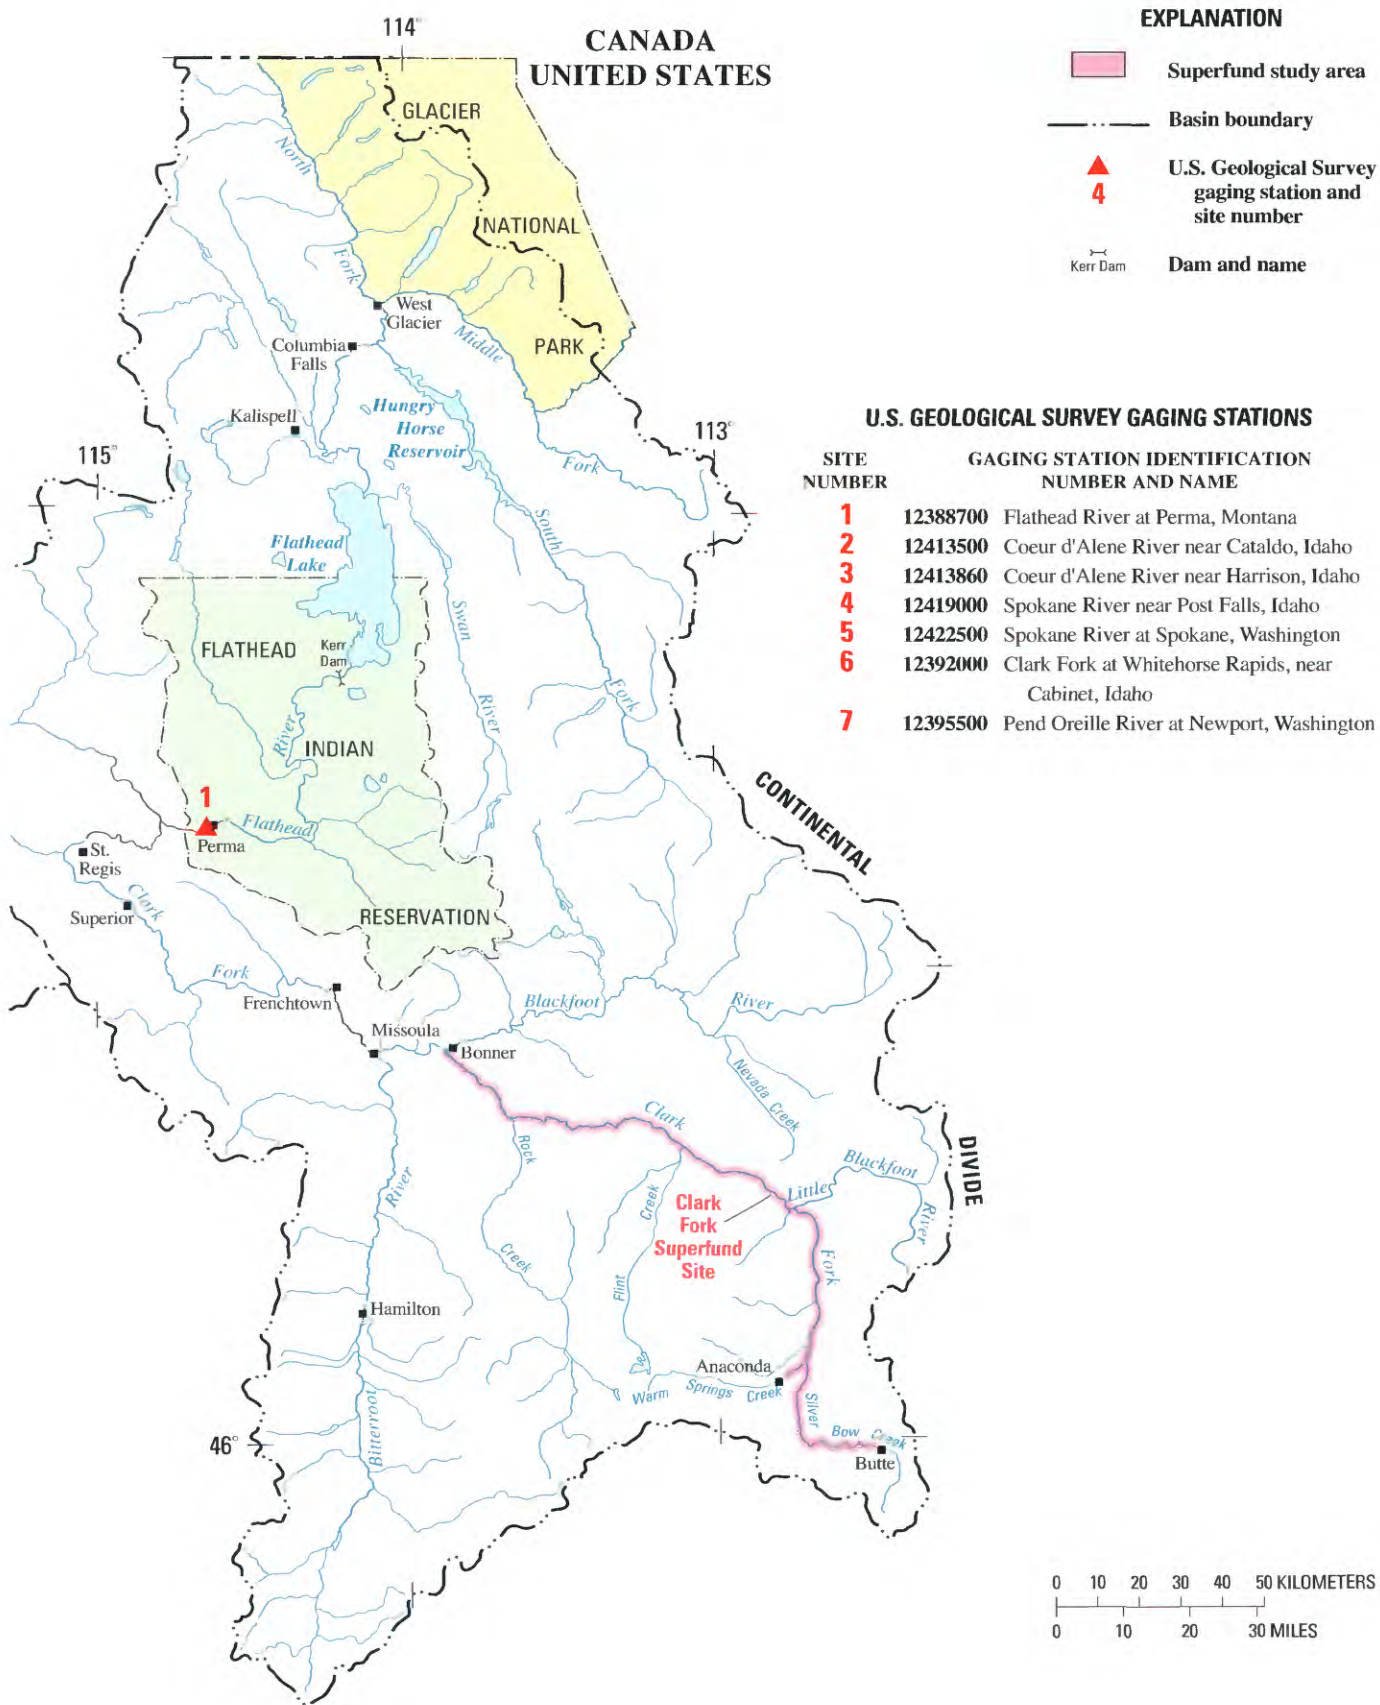 114°
CANADA
UNITED STATES
EXPLANATION
Superfund study area
Basin boundary
4
U.S. Geological Survey
gaging station and
site number
Kerr Dam
Dam and name
GLACIER
NATIONAL
PARK
North
Fork
West
Glacier
Middle
Fork
Columbia
Falls
Kalispell
Hungry
Horse
Reservoir
113°
115°
South
Fork
Flathead
Lake
Swan
River
FLATHEAD
Kerr
Dam
River
INDIAN
1
Flathead
Perma
RESERVATION
U.S. GEOLOGICAL SURVEY GAGING STATIONS
SITE
NUMBER
GAGING STATION IDENTIFICATION
NUMBER AND NAME
1 12388700 Flathead River at Perma, Montana
2 12413500 Coeur d'Alene River near Cataldo, Idaho
3 12413860 Coeur d'Alene River near Harrison, Idaho
4 12419000 Spokane River near Post Falls, Idaho
5 12422500 Spokane River at Spokane, Washington
6 12392000 Clark Fork at Whitehorse Rapids, near
Cabinet, Idaho
7 12395500 Pend Oreille River at Newport, Washington
CONTINENTAL
DIVIDE
St.
Regis
Superior
Clark
Fork
Frenchtown
Missoula
Bonner
Blackfoot
River
Nevada Creek
Clark
Rock
Creek
Little
Blackfoot
River
Clark
Fork
Superfund
Site
Fork
Flint
Creek
River
Hamilton
Bitterroot
Anaconda
Warm Springs Creek
Silver
Bow Creek
Butte
46°
0 10 20 30 40 50 KILOMETERS
0 10 20 30 MILES